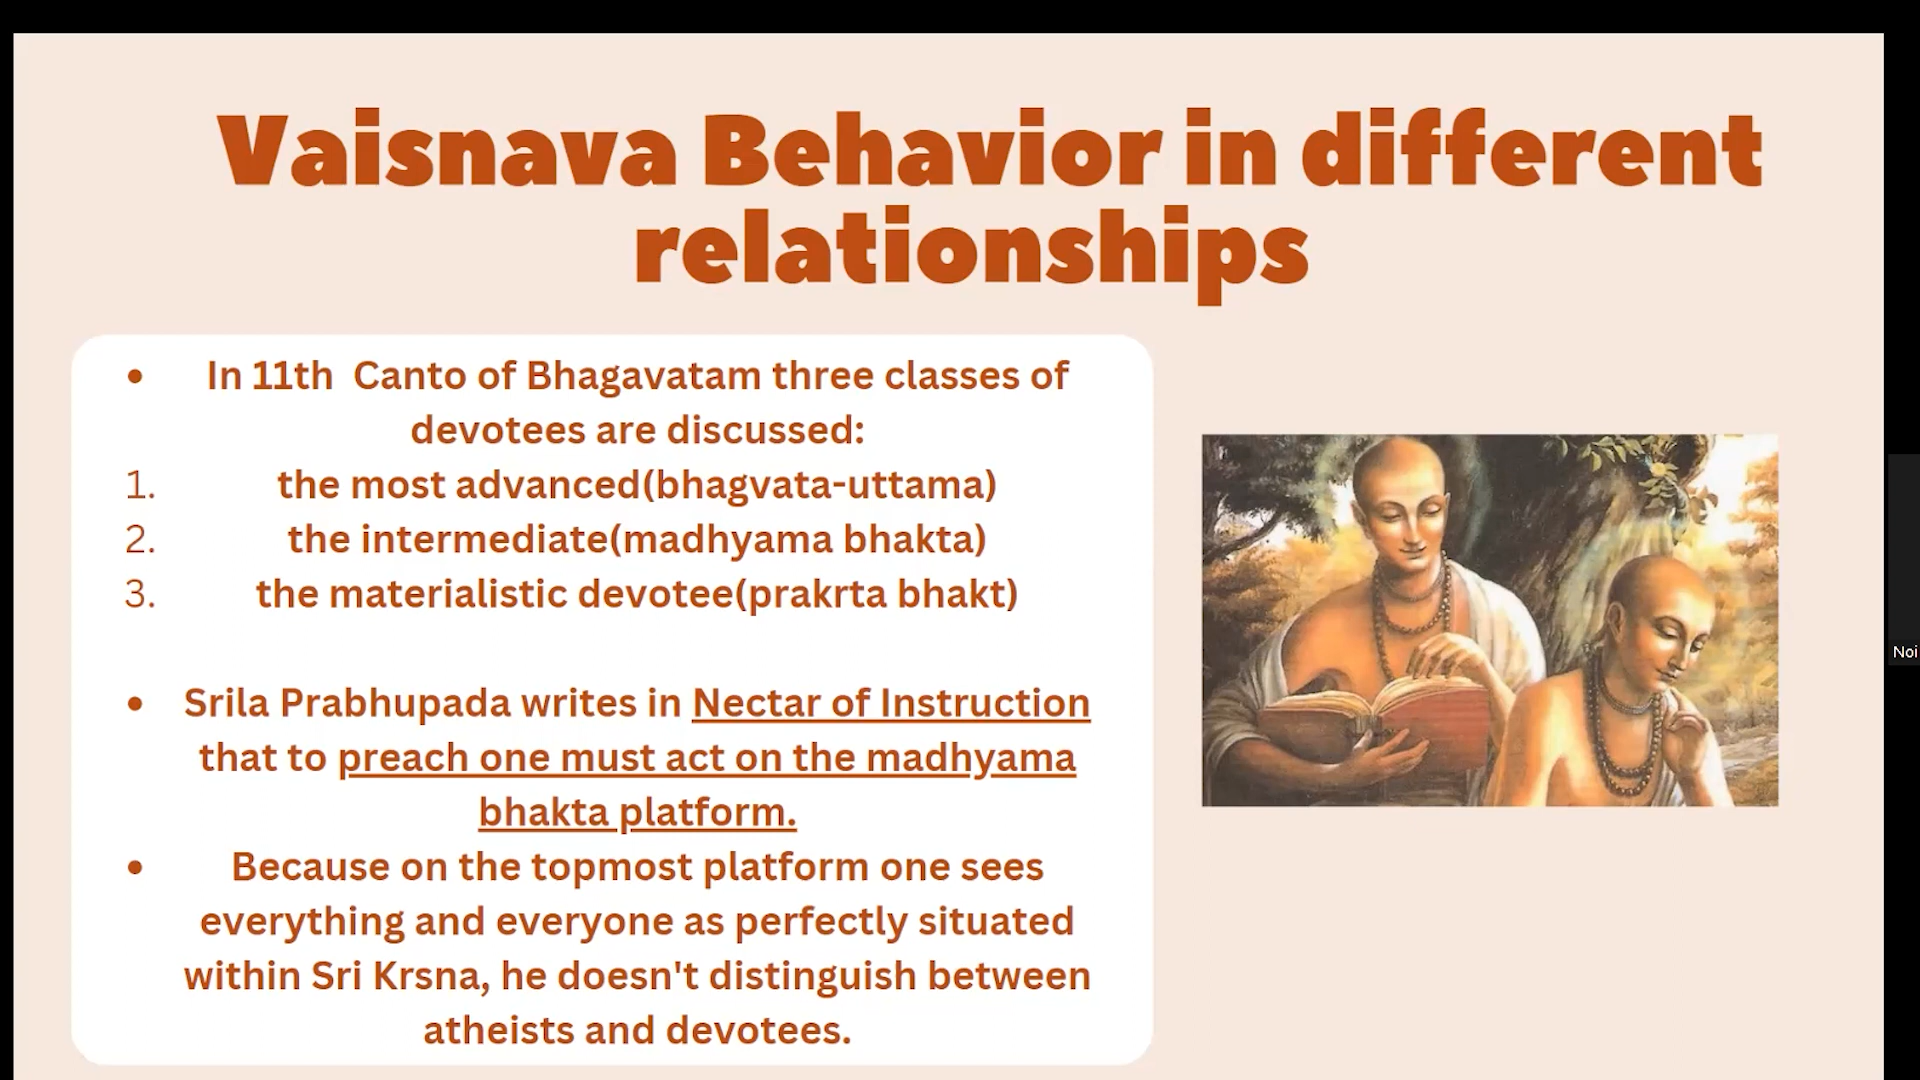 Vaisnava Behavior in different
relationships
• In 11th Canto of Bhagavatam three classes of
devotees are discussed:
1. the most advanced(bhagvata-uttama)
2. the intermediate(madhyama bhakta)
3. the materialistic devotee(prakrta bhakt)
• Srila Prabhupada writes in Nectar of Instruction
that to preach one must act on the madhyama
bhakta platform.
• Because on the topmost platform one sees
everything and everyone as perfectly situated
within Sri Krsna, he doesn't distinguish between
atheists and devotees.
Noi